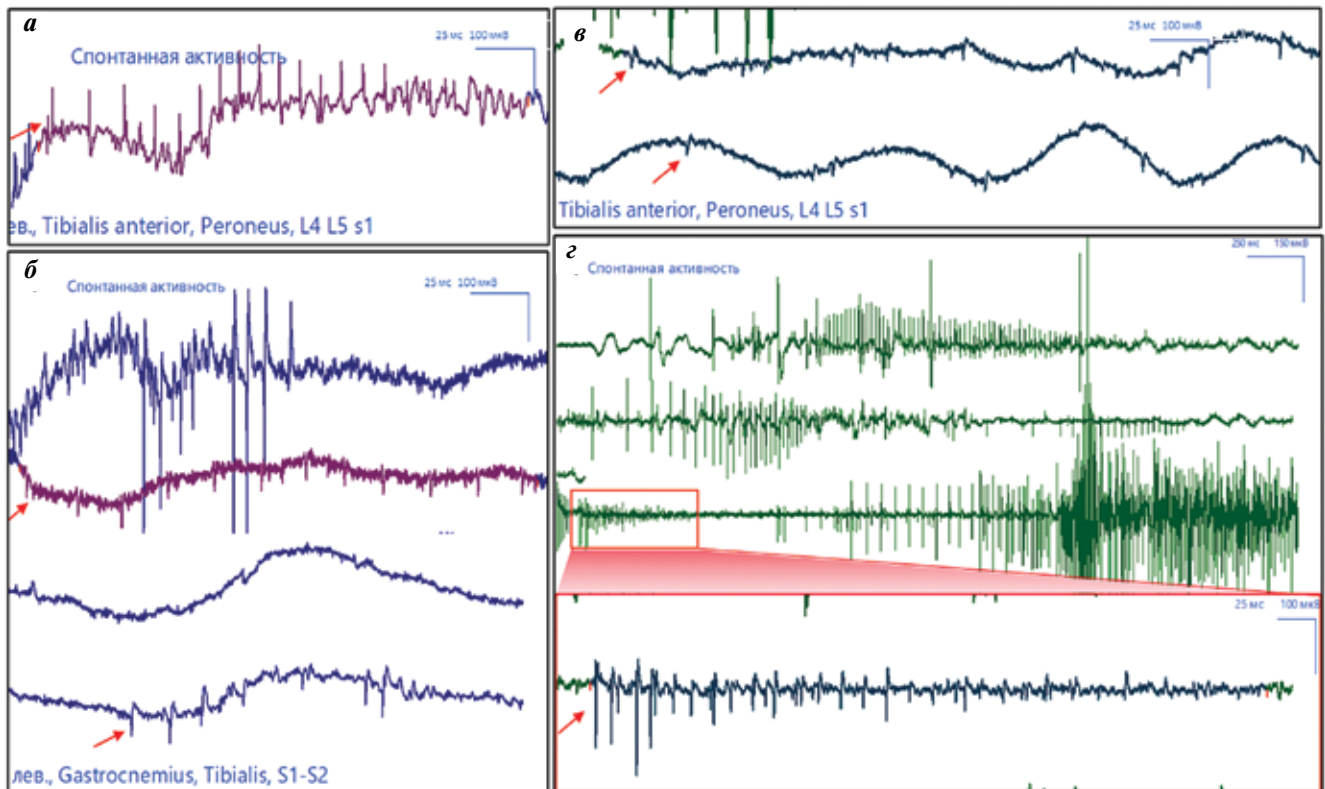 а
25 мс 100 мкВ
Спонтанная активность
ев., Tibialis anterior, Peroneus, L4 L5 s1
б
Спонтанная активность
25 мс 100 мкВ
лев., Gastrocnemius, Tibialis, S1-S2
в
25 мс 100 мкВ
Tibialis anterior, Peroneus, L4 L5 s1
г
250 мс 150 мкВ
Спонтанная активность
25 мс 100 мкВ